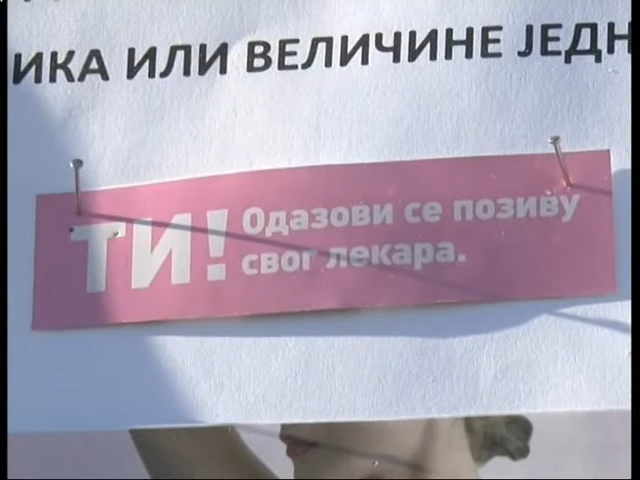 ИКА ИЛИ ВЕЛИЧИНЕ ЈЕДН
ТИ! Одазови се позиву
свог лекара.